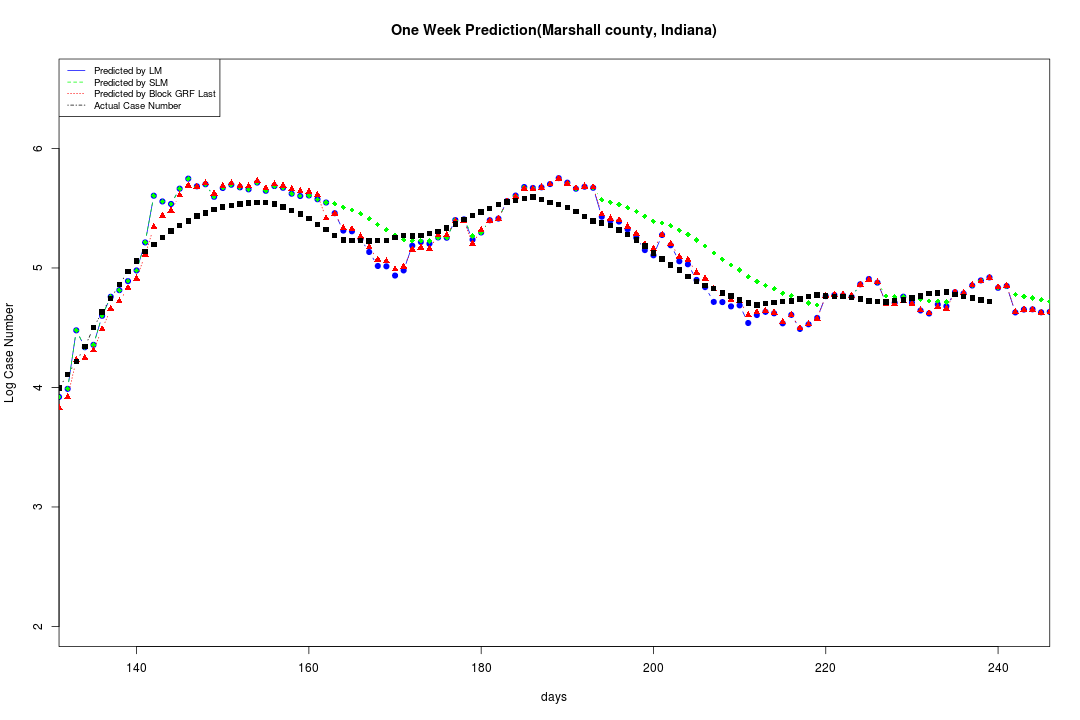 One Week Prediction(Marshall county, Indiana)
Predicted by LM
Predicted by SLM
Predicted by Block GRF Last
Actual Case Number
Log Case Number
6
5
4
3
2
140 160 180 200 220 240
days